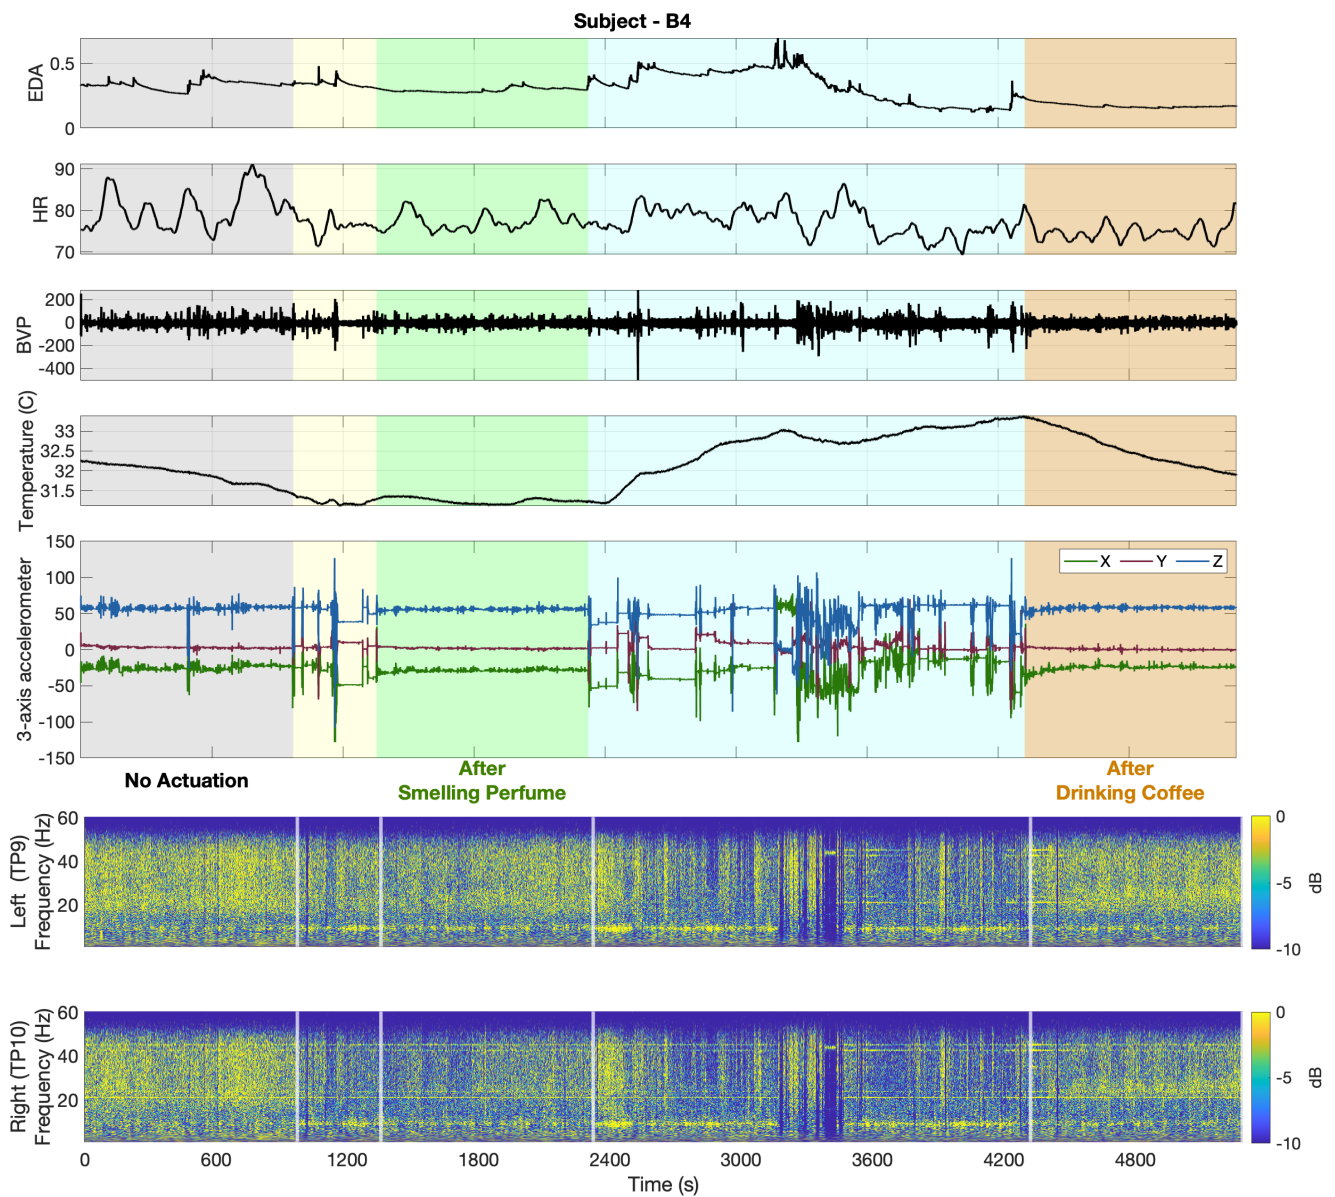 Subject - B4
EDA
0.5
0
HR
90
80
70
BVP
200
0
-200
-400
Temperature (C)
33
32.5
32
31.5
3-axis accelerometer
150
100
50
0
-50
-100
-150
X Y Z
No Actuation
After
Smelling Perfume
After
Drinking Coffee
Left (TP9)
Frequency (Hz)
60
40
20
0
-5
-10
dB
Right (TP10)
Frequency (Hz)
60
40
20
0
-5
-10
dB
0 600 1200 1800 2400 3000 3600 4200 4800
Time (s)